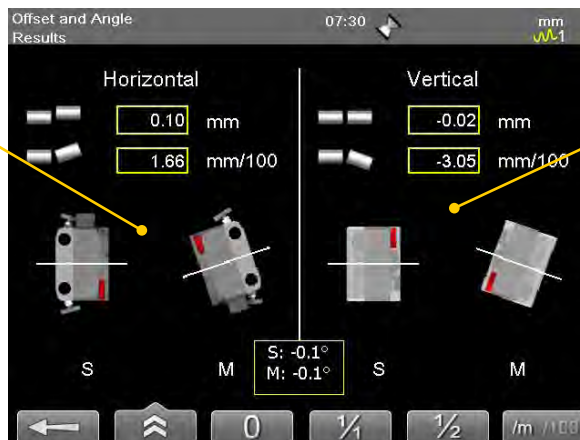 Offset and Angle
Results
07:30
mm
1
Horizontal
Vertical
0.10 mm
-0.02 mm
1.66 mm/100
-3.05 mm/100
S: -0.1°
M: -0.1°
S
M
S
M
0
1/1
1/2
/m /100